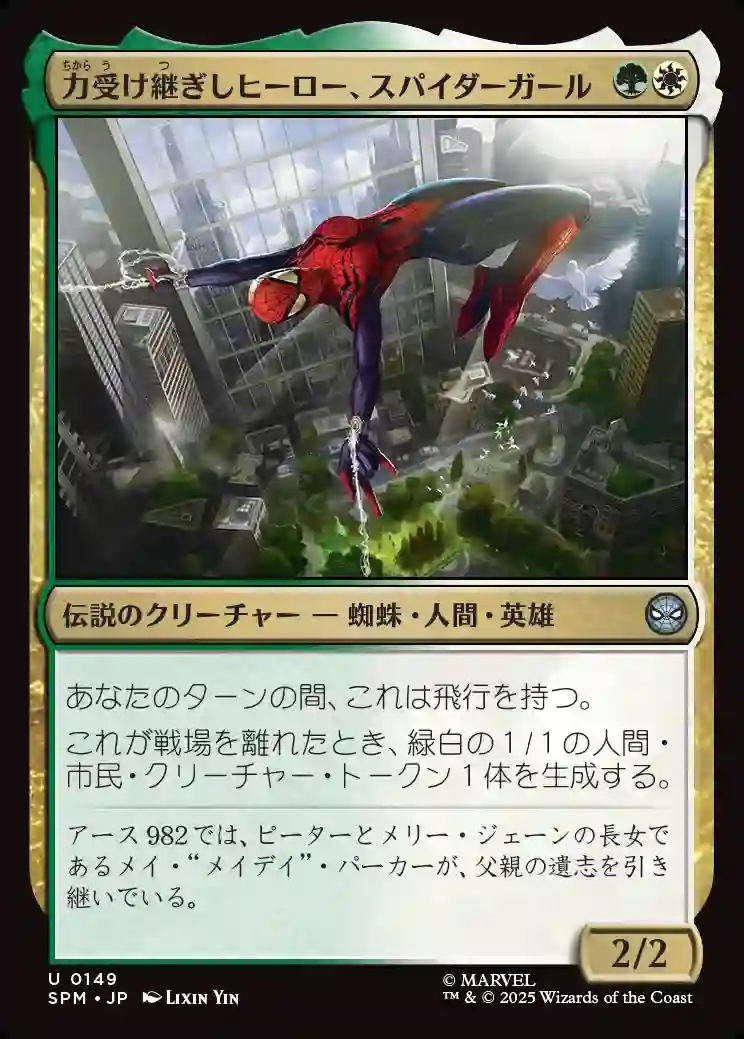 力受け継ぎしヒーロー、スパイダーガール
ちから う つ
伝説のクリーチャー — 蜘蛛・人間・英雄
あなたのターンの間、これは飛行を持つ。
これが戦場を離れたとき、緑白の1/1の人間・
市民・クリーチャー・トークン1体を生成する。
アース982では、ピーターとメリー・ジェーンの長女で
あるメイ・“メイデイ”・パーカーが、父親の遺志を引き
継いでいる。
2/2
U 0149
SPM • JP LIXIN YIN
© MARVEL
™ & © 2025 Wizards of the Coast